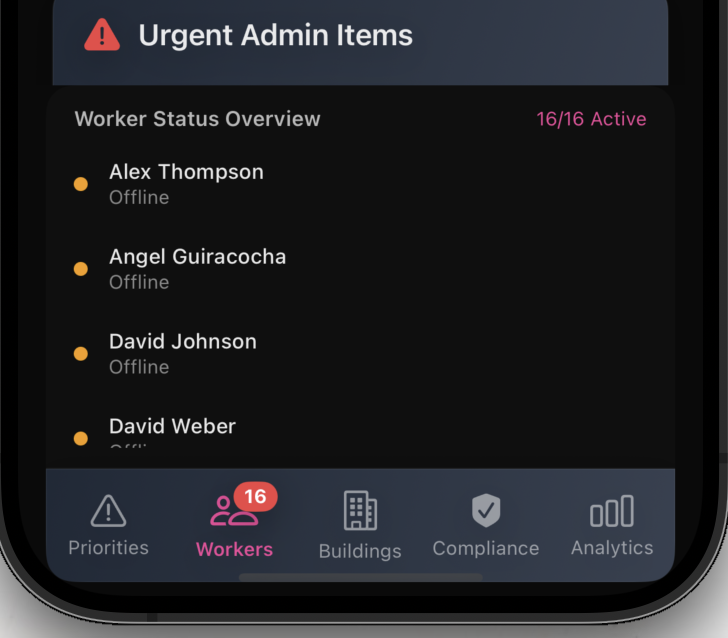 Urgent Admin Items
Worker Status Overview
16/16 Active
Alex Thompson
Offline
Angel Guiracocha
Offline
David Johnson
Offline
David Weber
16
Priorities
Workers
Buildings
Compliance
Analytics